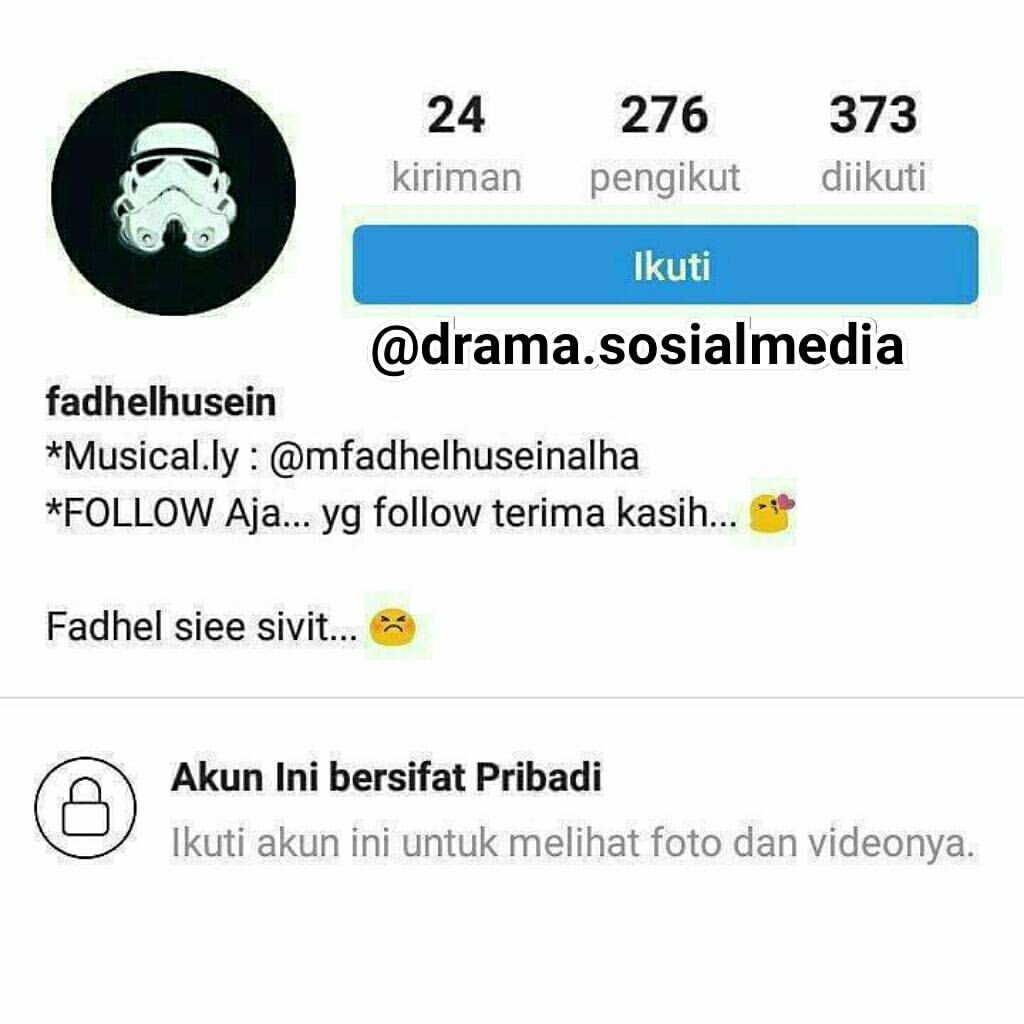 24 276 373
kiriman pengikut diikuti
Ikuti
@drama.sosialmedia
fadhelhusein
*Musical.ly : @mfadhelhuseinalha
*FOLLOW Aja... yg follow terima kasih... 😘
Fadhel siee sivit... 😣
Akun Ini bersifat Pribadi
Ikuti akun ini untuk melihat foto dan videonya.